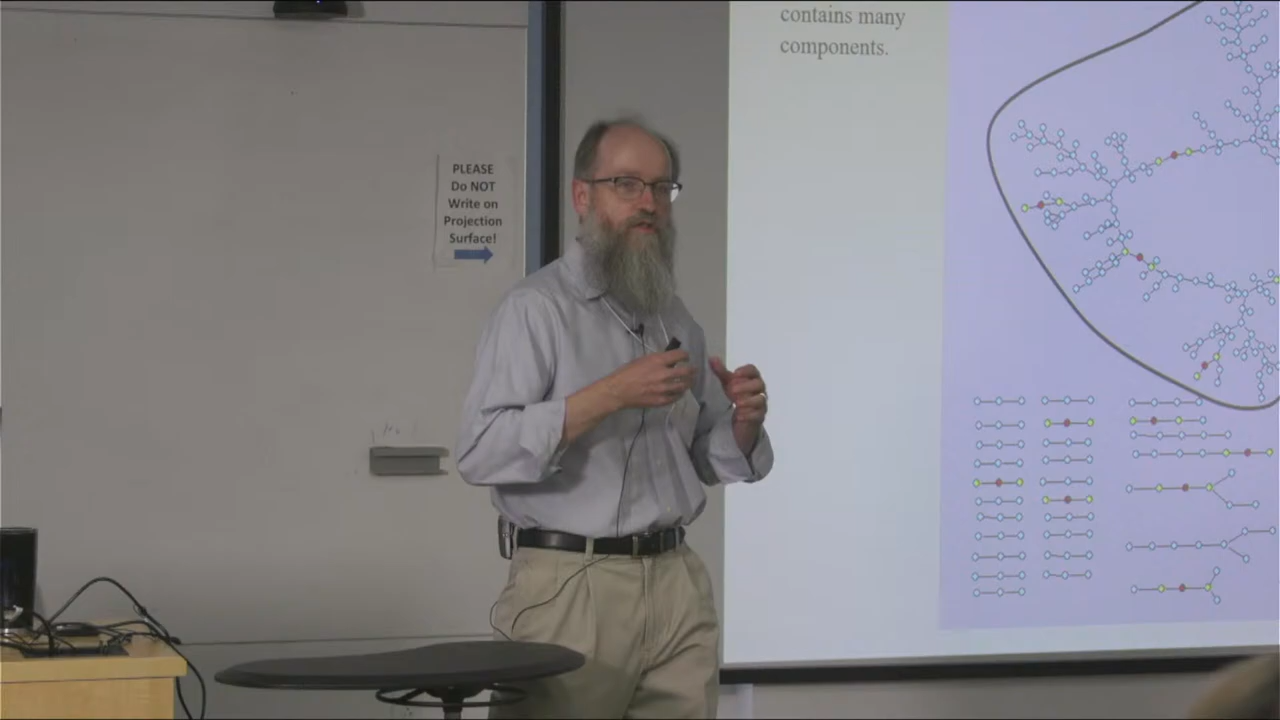 PLEASE
Do NOT
Write on
Projection
Surface!
contains many
components.